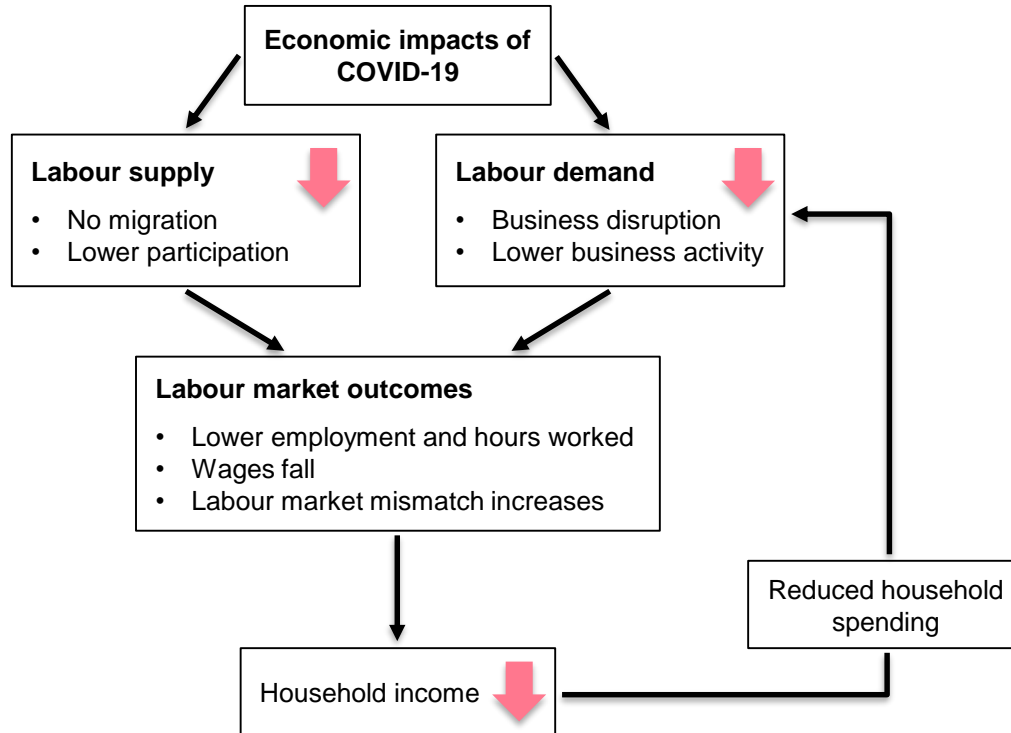 Economic impacts of
COVID-19
Labour supply
• No migration
• Lower participation
Labour demand
• Business disruption
• Lower business activity
Labour market outcomes
• Lower employment and hours worked
• Wages fall
• Labour market mismatch increases
Reduced household
spending
Household income